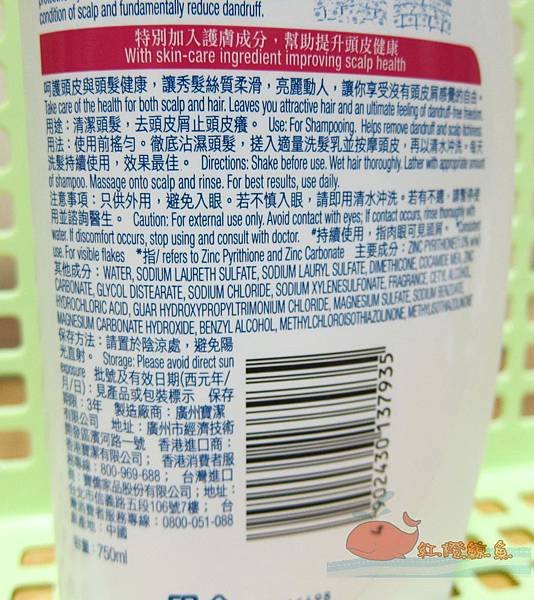 condition of scalp and fundamentally reduce dandruff.
特別加入護膚成分，幫助提升頭皮健康
With skin-care ingredient improving scalp health
呵護頭皮與頭髮健康，讓秀髮絲質柔滑，亮麗動人，讓你享受沒有頭皮屑感覺的自由。
Take care of the health for both scalp and hair. Leaves you attractive hair and an ultimate feeling of dandruff-free freedom.
用途：清潔頭髮，去頭皮屑止頭皮癢。 Use: For Shampooing. Helps remove dandruff and scalp itchiness.
用法：使用前搖勻。徹底沾濕頭髮，搓入適量洗髮乳並按摩頭皮，再以清水沖洗。每天
洗髮持續使用，效果最佳。 Directions: Shake before use. Wet hair thoroughly. Lather with appropriate amount
of shampoo. Massage onto scalp and rinse. For best results, use daily.
注意事項：只供外用，避免入眼。若不慎入眼，請即用清水沖洗。若有不適，請暫停使
用並諮詢醫生。 Caution: For external use only. Avoid contact with eyes; If contact occurs, rinse thoroughly with
water. If discomfort occurs, stop using and consult with doctor. *持續使用，指肉眼可見頭屑。 *Consistent
use. For visible flakes *指/ refers to Zinc Pyrithione and Zinc Carbonate 主要成分：ZINC PYRITHIONE (1.0% w/w)
其他成分：WATER, SODIUM LAURETH SULFATE, SODIUM LAURYL SULFATE, DIMETHICONE, COCAMIDE MEA, ZINC
CARBONATE, GLYCOL DISTEARATE, SODIUM CHLORIDE, SODIUM XYLENESULFONATE, FRAGRANCE, CETYL ALCOHOL,
HYDROCHLORIC ACID, GUAR HYDROXYPROPYLTRIMONIUM CHLORIDE, MAGNESIUM SULFATE, SODIUM BENZOATE,
MAGNESIUM CARBONATE HYDROXIDE, BENZYL ALCOHOL, METHYLCHLOROISOTHIAZOLINONE, METHYLISOTHIAZOLINONE
保存方法：請置於陰涼處，避免陽
光直射。 Storage: Please avoid direct sun
exposure 批號及有效日期(西元年/
月/日)：見產品或包裝標示 保存
期限：3年 製造廠商：廣州寶潔
有限公司 地址：廣州市經濟技術
開發區濱河路一號 香港進口商：
香港寶潔有限公司； 香港消費者服
務專線：800-969-688； 台灣進口
商：寶僑家品股份有限公司；地址：
台北市信義路五段106號7樓； 台
灣消費者服務專線：0800-051-088
產地：中國
容量：750ml
4 902430 137935
紅燈鯨魚